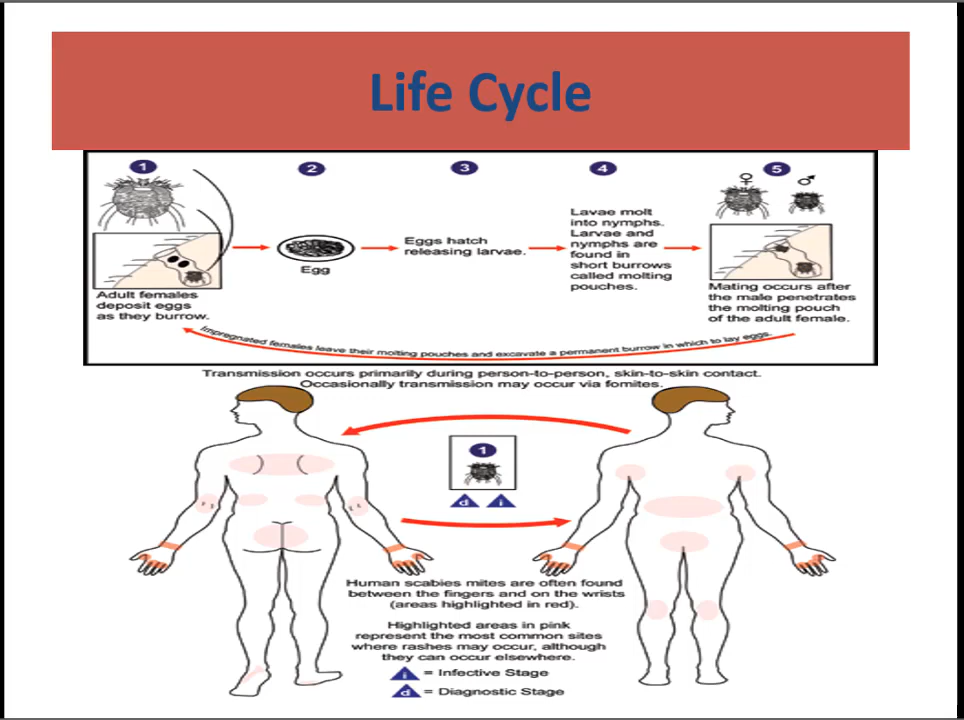 Life Cycle
1
2
3
4
5
♀
♂
Adult females
deposit eggs
as they burrow.
Egg
Eggs hatch
releasing larvae.
Lavae molt
into nymphs.
Larvae and
nymphs are
found in
short burrows
called molting
pouches.
Mating occurs after
the male penetrates
the molting pouch
of the adult female.
Impregnated females leave their molting pouches and excavate a permanent burrow in which to lay eggs.
Transmission occurs primarily during person-to-person, skin-to-skin contact.
Occasionally transmission may occur via fomites.
1
d
i
Human scabies mites are often found
between the fingers and on the wrists
(areas highlighted in red).
Highlighted areas in pink
represent the most common sites
where rashes may occur, although
they can occur elsewhere.
i = Infective Stage
d = Diagnostic Stage